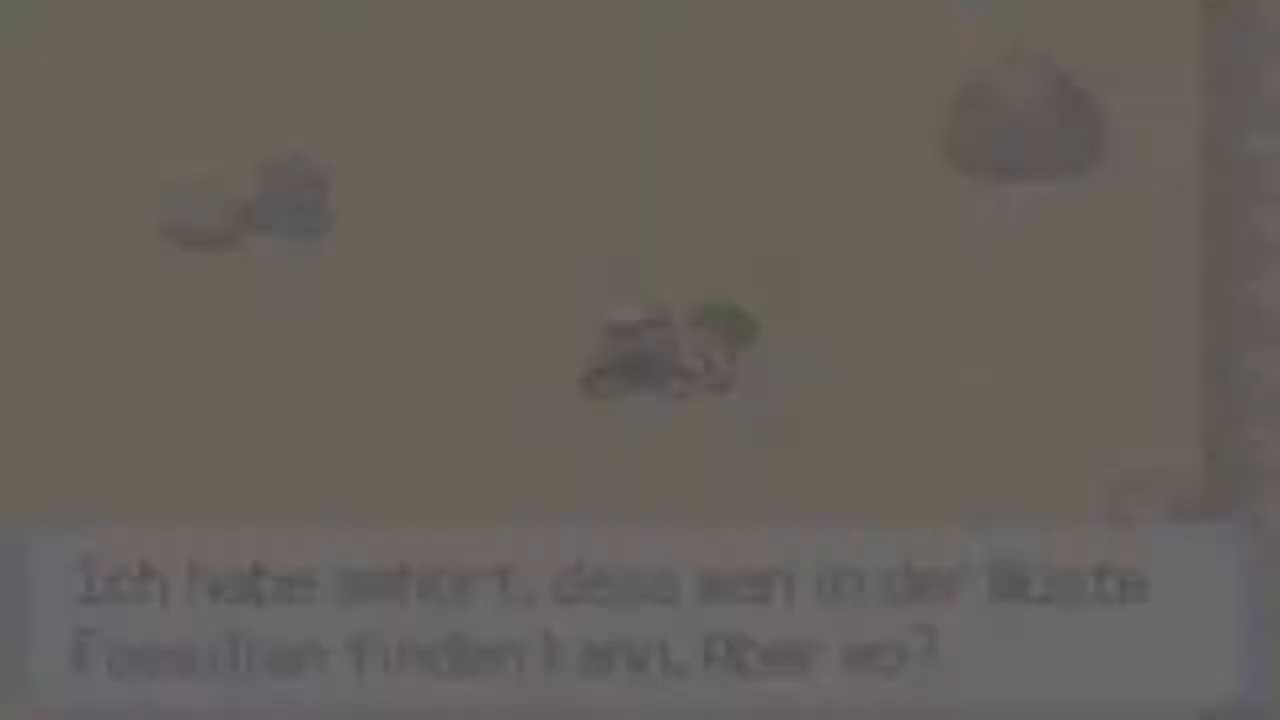 Ich habe gehört, dass man in der Wüste
Fossilien finden kann. Aber wo?